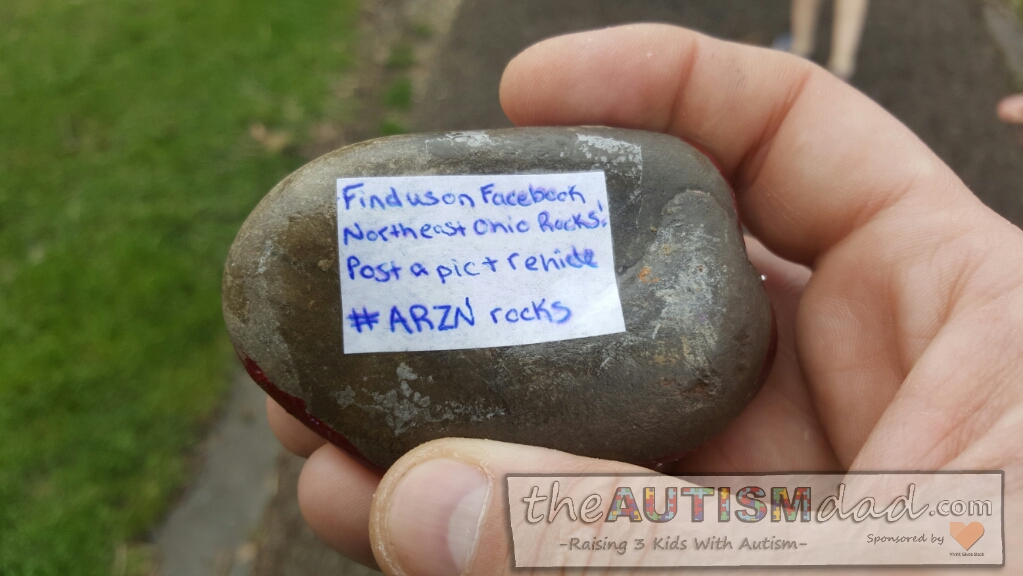 Find us on Facebook
Northeast Ohio Rocks!
Post a pic + rehide
#ARZN rocks
theAUTISMdad.com
-Raising 3 Kids With Autism-
Sponsored by